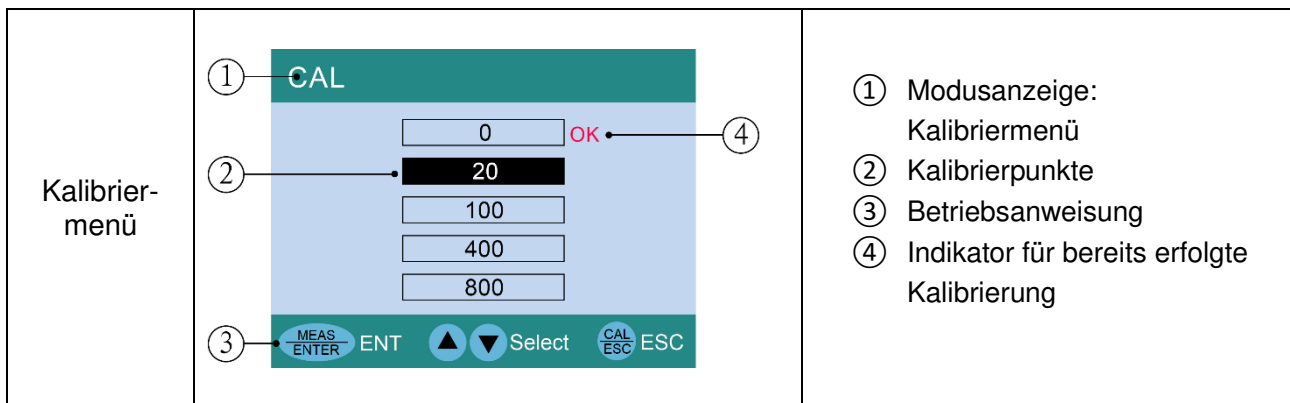 Kalibrier-
menü
① CAL
0 OK ④
② 20
100
400
800
③ MEAS
ENTER ENT ▲ ▼ Select CAL
ESC ESC
① Modusanzeige:
Kalibriermenü
② Kalibrierpunkte
③ Betriebsanweisung
④ Indikator für bereits erfolgte
Kalibrierung